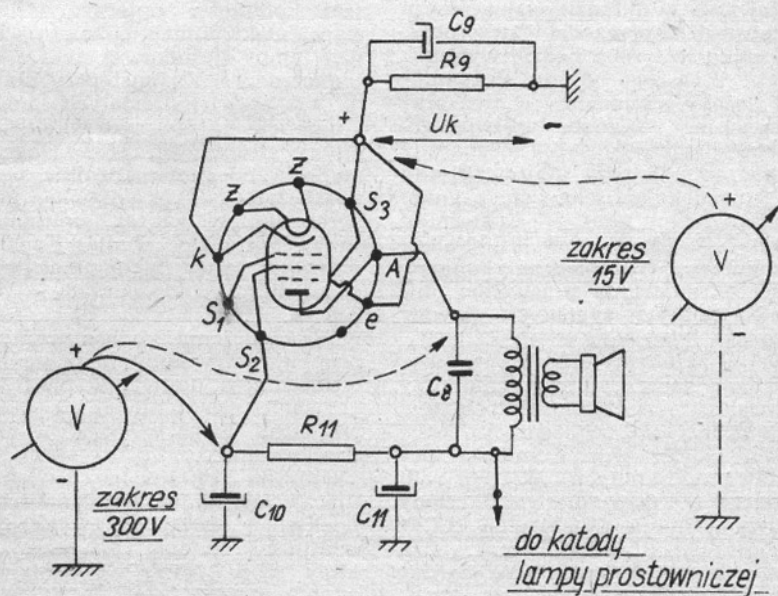 C9
R9
+
Uk
-
z
z
S3
k
A
S1
e
S2
+
V
-
zakres
15V
+
V
-
zakres
300V
C8
R11
C10
C11
do katody
lampy prostowniczej